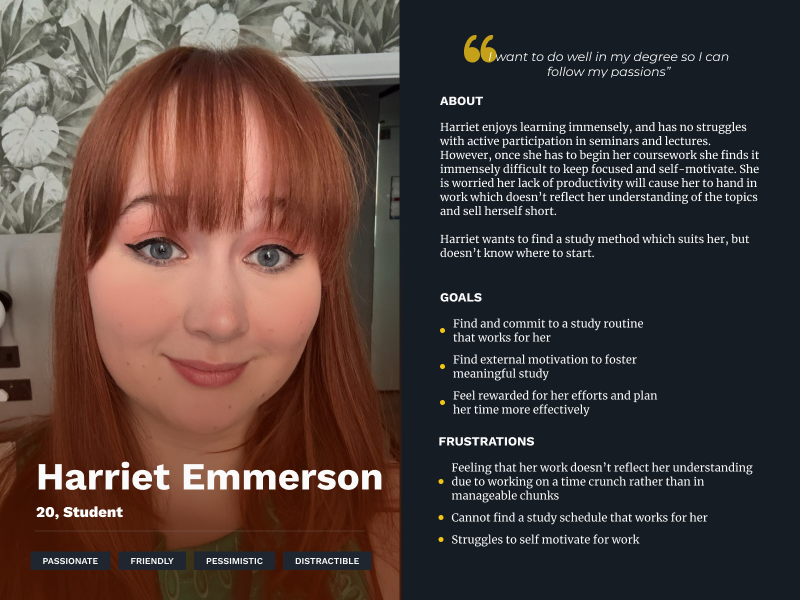 Harriet Emmerson
20, Student
PASSIONATE FRIENDLY PESSIMISTIC DISTRACTIBLE
“I want to do well in my degree so I can
follow my passions”
ABOUT
Harriet enjoys learning immensely, and has no struggles
with active participation in seminars and lectures.
However, once she has to begin her coursework she finds it
immensely difficult to keep focused and self-motivate. She
is worried her lack of productivity will cause her to hand in
work which doesn’t reflect her understanding of the topics
and sell herself short.
Harriet wants to find a study method which suits her, but
doesn’t know where to start.
GOALS
Find and commit to a study routine
that works for her
Find external motivation to foster
meaningful study
Feel rewarded for her efforts and plan
her time more effectively
FRUSTRATIONS
Feeling that her work doesn’t reflect her understanding
due to working on a time crunch rather than in
manageable chunks
Cannot find a study schedule that works for her
Struggles to self motivate for work